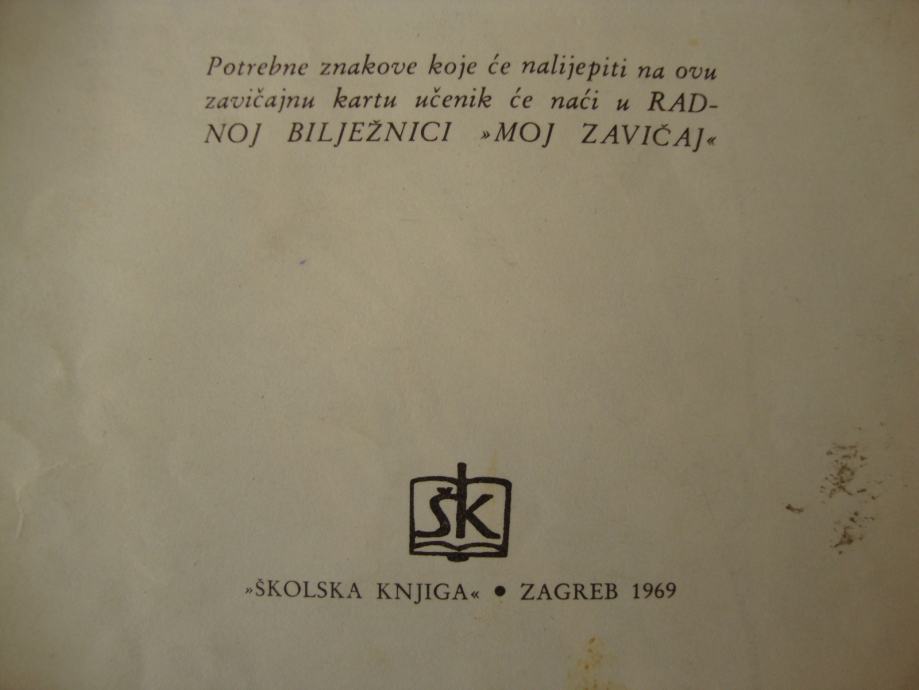 Potrebne znakove koje će nalijepiti na ovu
zavičajnu kartu učenik će naći u RAD-
NOJ BILJEŽNICI »MOJ ZAVIČAJ«
ŠK
»ŠKOLSKA KNJIGA« • ZAGREB 1969